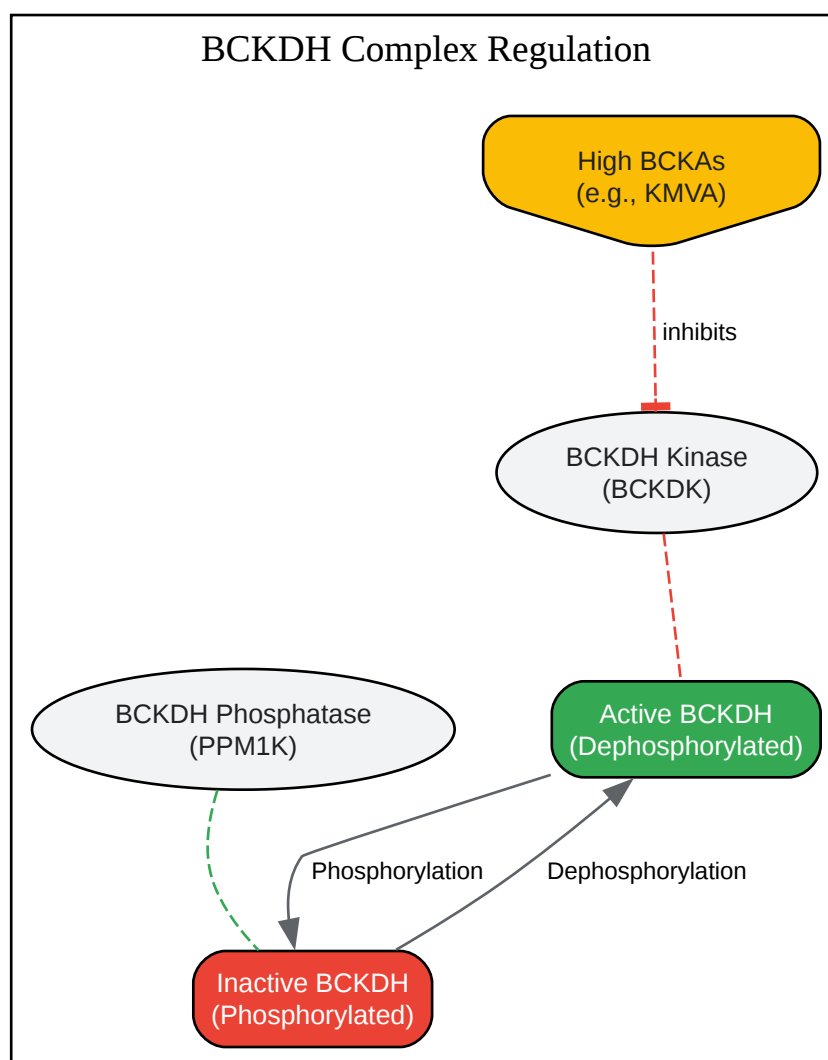 BCKDH Complex Regulation
High BCKAs
(e.g., KMVA)
inhibits
BCKDH Kinase
(BCKDK)
BCKDH Phosphatase
(PPM1K)
Active BCKDH
(Dephosphorylated)
Phosphorylation
Dephosphorylation
Inactive BCKDH
(Phosphorylated)